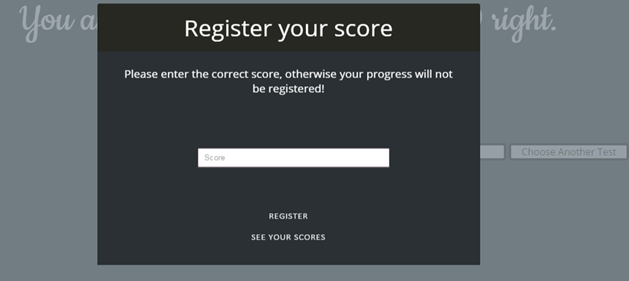 You a
right.
Register your score
Please enter the correct score, otherwise your progress will not
be registered!
Score
Choose Another Test
REGISTER
SEE YOUR SCORES